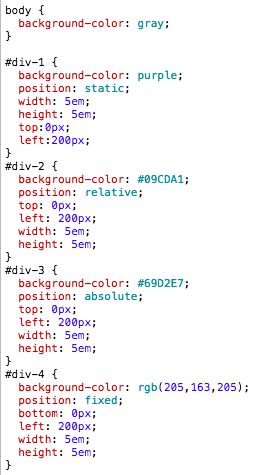 body {
  background-color: gray;
}

#div-1 {
  background-color: purple;
  position: static;
  width: 5em;
  height: 5em;
  top:0px;
  left:200px;
}
#div-2 {
  background-color: #09CDA1;
  position: relative;
  top: 0px;
  left: 200px;
  width: 5em;
  height: 5em;
}
#div-3 {
  background-color: #69D2E7;
  position: absolute;
  top: 0px;
  left: 200px;
  width: 5em;
  height: 5em;
}
#div-4 {
  background-color: rgb(205,163,205);
  position: fixed;
  bottom: 0px;
  left: 200px;
  width: 5em;
  height: 5em;
}